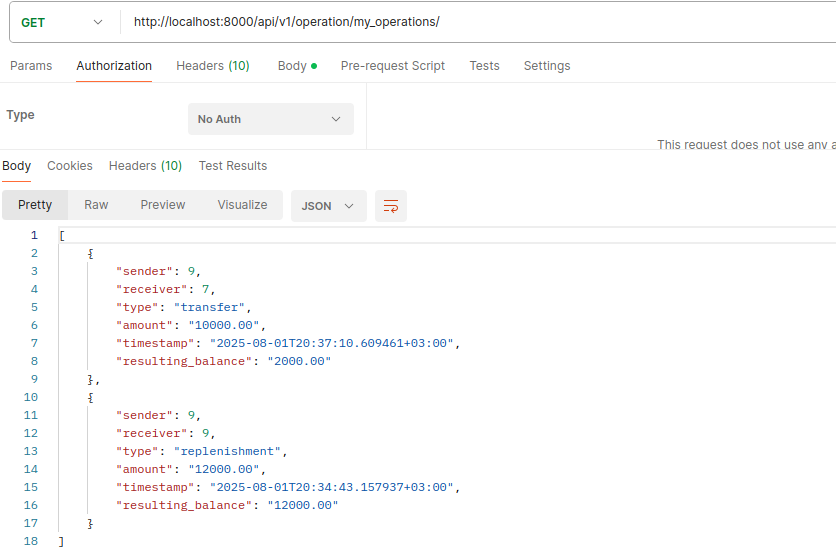 GET http://localhost:8000/api/v1/operation/my_operations/
Params Authorization Headers (10) Body Pre-request Script Tests Settings
Type No Auth
This request does not use any a
Body Cookies Headers (10) Test Results
Pretty Raw Preview Visualize JSON
1 [
2 {
3 "sender": 9,
4 "receiver": 7,
5 "type": "transfer",
6 "amount": "10000.00",
7 "timestamp": "2025-08-01T20:37:10.609461+03:00",
8 "resulting_balance": "2000.00"
9 },
10 {
11 "sender": 9,
12 "receiver": 9,
13 "type": "replenishment",
14 "amount": "12000.00",
15 "timestamp": "2025-08-01T20:34:43.157937+03:00",
16 "resulting_balance": "12000.00"
17 }
18 ]